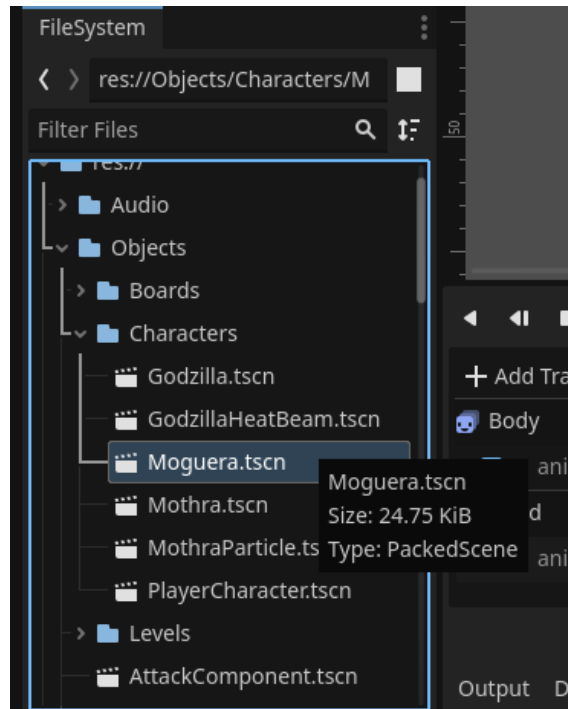 FileSystem
res://Objects/Characters/M
Filter Files
50
res://
Audio
Objects
Boards
Characters
Godzilla.tscn
GodzillaHeatBeam.tscn
Moguera.tscn
Mothra.tscn
MothraParticle.ts
PlayerCharacter.tscn
Levels
AttackComponent.tscn
Moguera.tscn
Size: 24.75 KiB
Type: PackedScene
Add Tra
Body
ani
d
ani
Output D